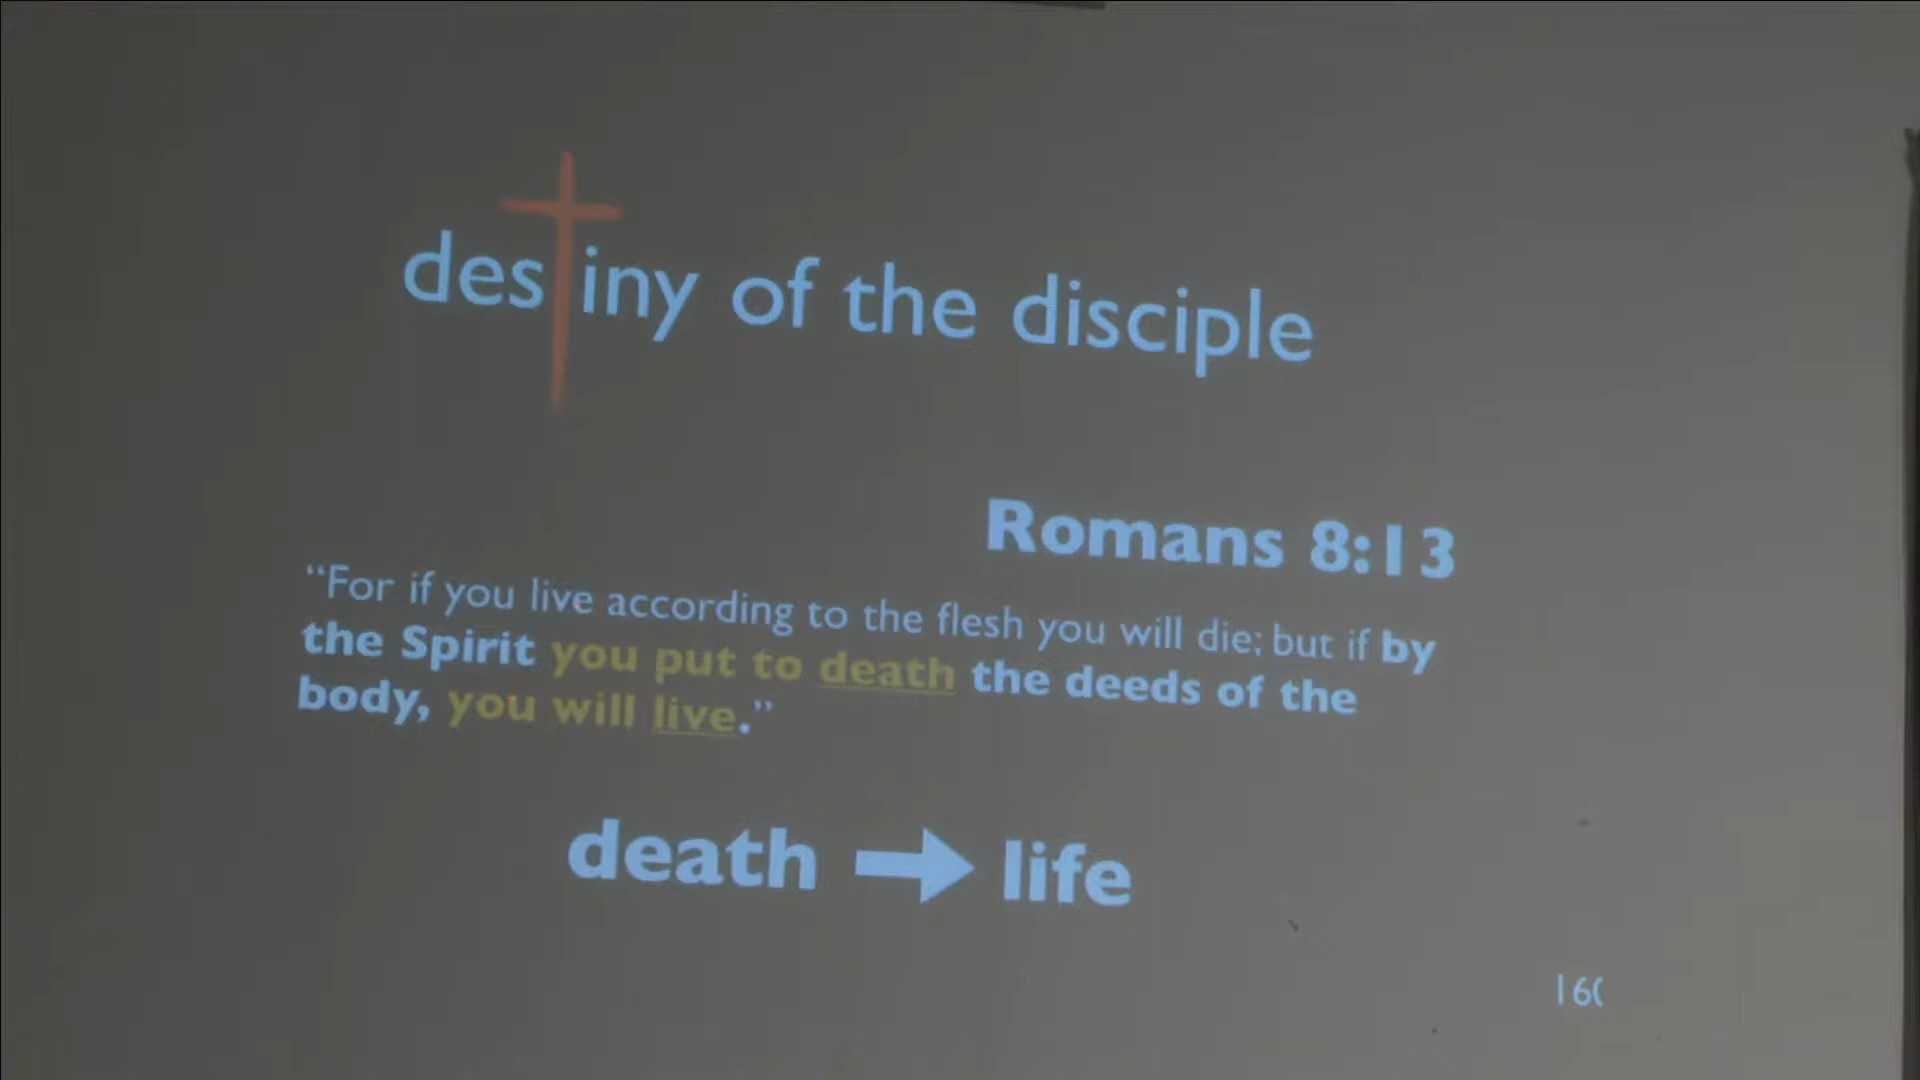 destiny of the disciple
Romans 8:13
“For if you live according to the flesh you will die; but if by
the Spirit you put to death the deeds of the
body, you will live.”
death → life